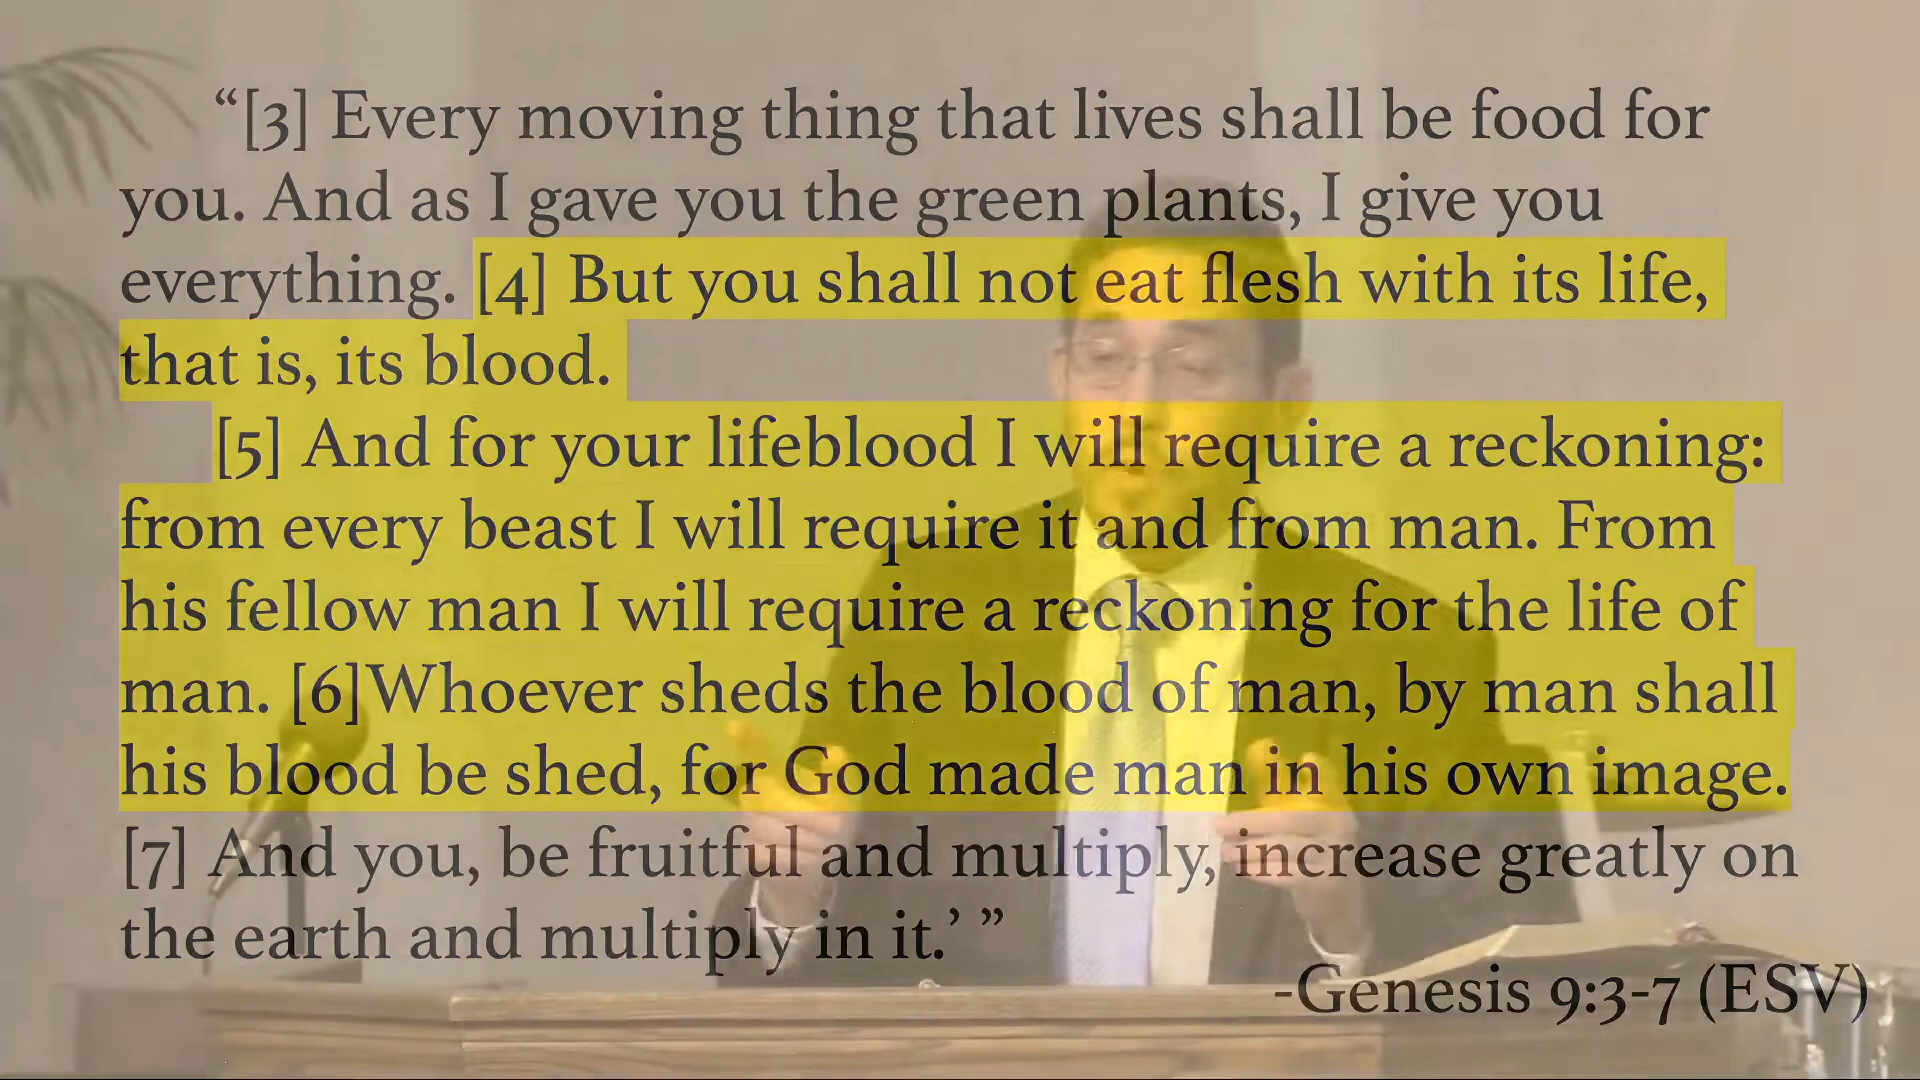 “[3] Every moving thing that lives shall be food for
you. And as I gave you the green plants, I give you
everything. [4] But you shall not eat flesh with its life,
that is, its blood.
[5] And for your lifeblood I will require a reckoning:
from every beast I will require it and from man. From
his fellow man I will require a reckoning for the life of
man. [6]Whoever sheds the blood of man, by man shall
his blood be shed, for God made man in his own image.
[7] And you, be fruitful and multiply, increase greatly on
the earth and multiply in it.’ ”
-Genesis 9:3-7 (ESV)